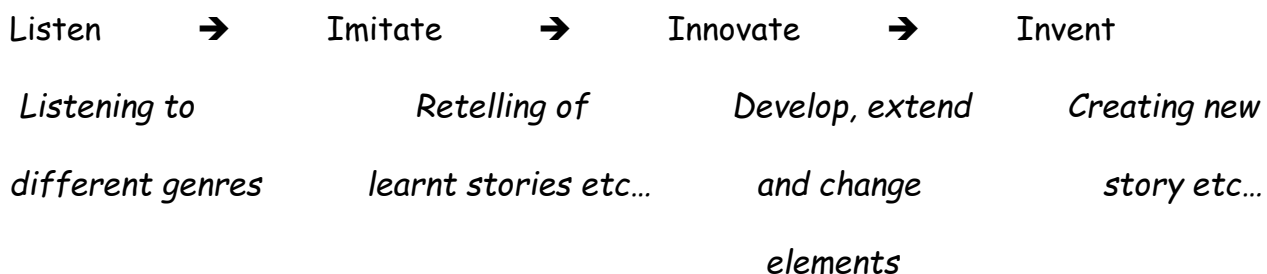 Listen ➔ Imitate ➔ Innovate ➔ Invent
Listening to Retelling of Develop, extend Creating new
different genres learnt stories etc… and change story etc…
elements